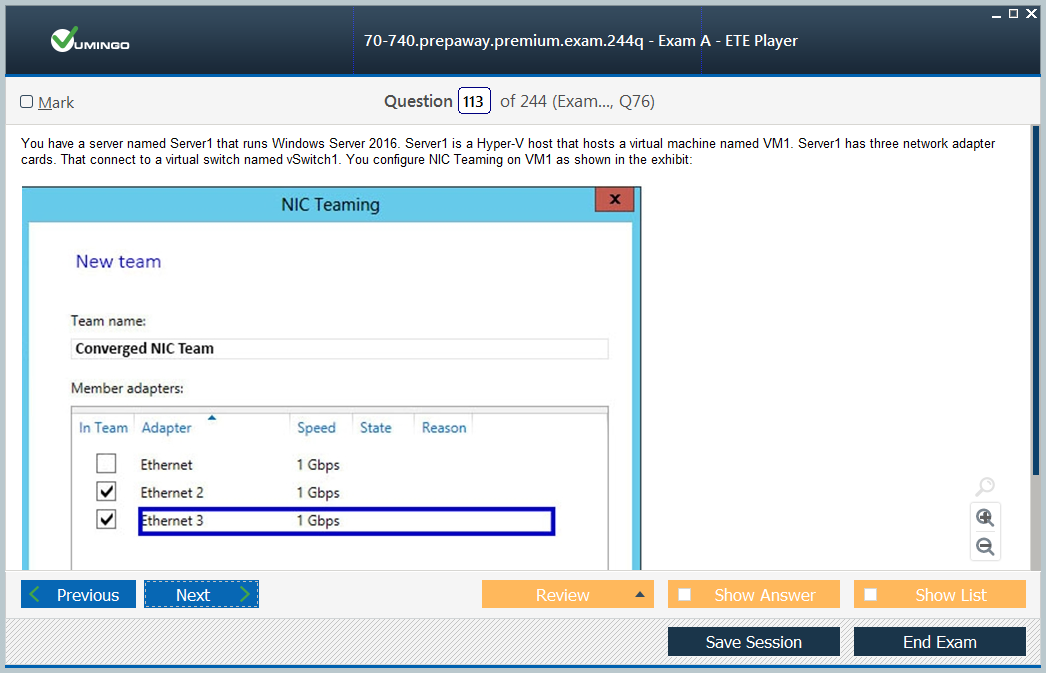 VUMINGO
70-740.prepaway.premium.exam.244q - Exam A - ETE Player
Mark
Question 113 of 244 (Exam..., Q76)
You have a server named Server1 that runs Windows Server 2016. Server1 is a Hyper-V host that hosts a virtual machine named VM1. Server1 has three network adapter
cards. That connect to a virtual switch named vSwitch1. You configure NIC Teaming on VM1 as shown in the exhibit:
NIC Teaming
x
New team
Team name:
Converged NIC Team
Member adapters:
In Team Adapter Speed State Reason
Ethernet 1 Gbps
Ethernet 2 1 Gbps
Ethernet 3 1 Gbps
Previous Next Review Show Answer Show List
Save Session End Exam